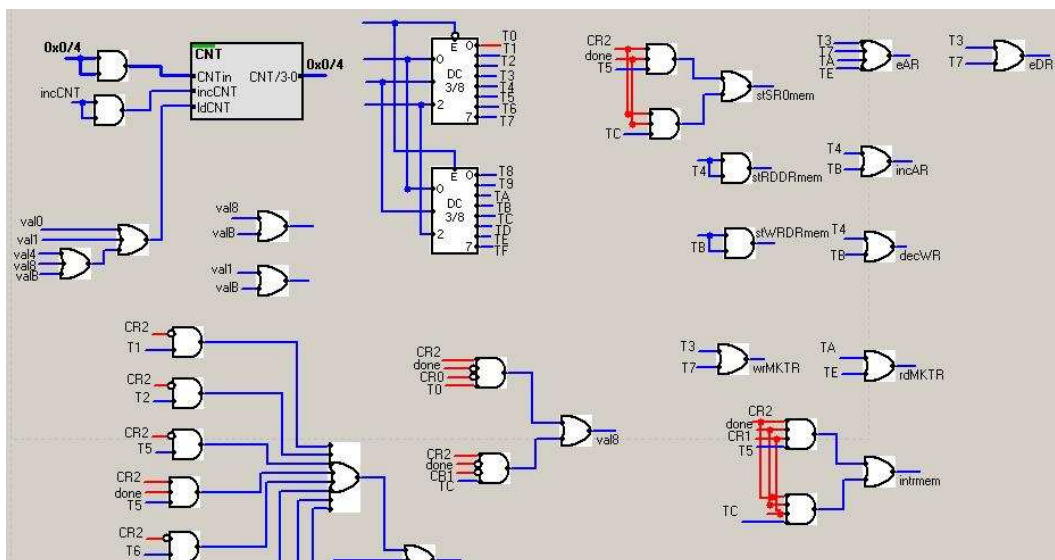 CNT
0x0/4
CNTin
CNT/3-0
0x0/4
incCNT
incCNT
ldCNT
val0
val1
val4
val8
valB
val8
valB
val1
valB
E
0
DC
3/8
2
0
7
T0
T1
T2
T3
T4
T5
T6
T7
E
0
DC
3/8
2
0
7
T8
T9
TA
TB
TC
TD
TE
TF
CR2
done
T5
TC
stSR0mem
T3
T7
TA
TE
eAR
T3
T7
eDR
T4
stRDDRmem
T4
TB
incAR
TB
stWRDRmem
T4
TB
decWR
CR2
T1
CR2
T2
CR2
T5
CR2
done
T5
CR2
T6
CR2
done
CR0
T0
CR2
done
CB1
TC
val8
T3
T7
wrMKTR
TA
TE
rdMKTR
CR2
done
CR1
T5
TC
intrmem